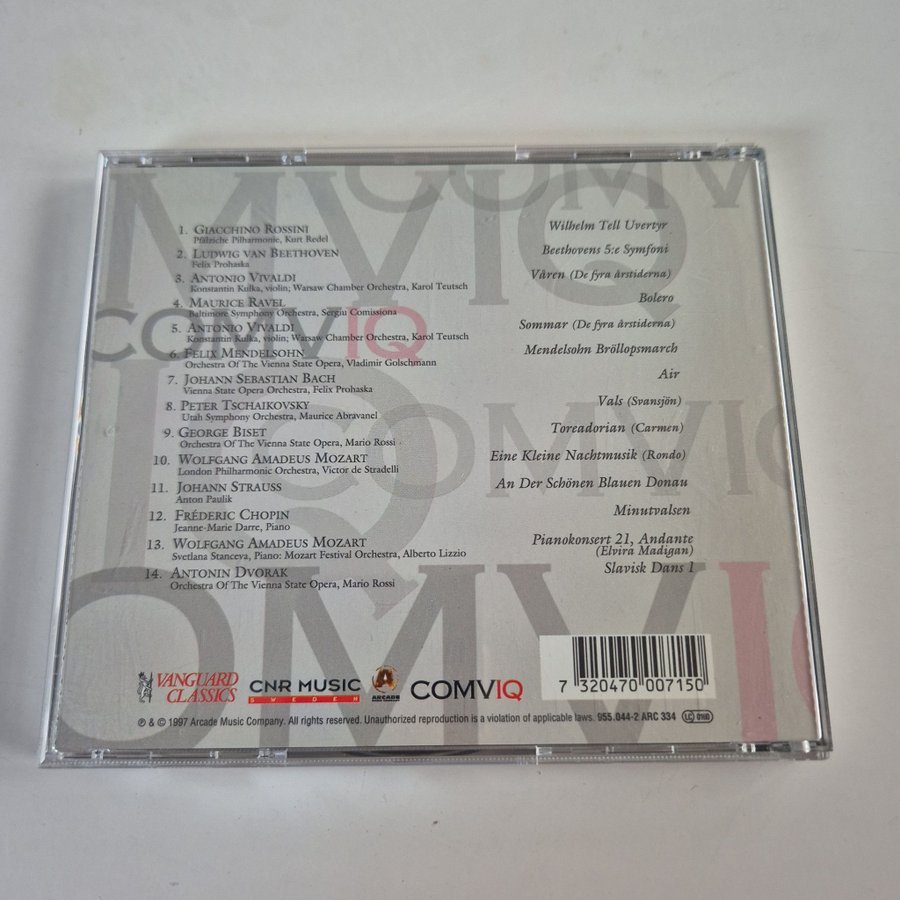 COMVIQ
MVIQ
COMVIQ
COMVIQ
OMVIQ
1. GIACCHINO ROSSINI Wilhelm Tell Uvertyr
Pfälziche Pilharmonie, Kurt Redel
2. LUDWIG VAN BEETHOVEN Beethovens 5:e Symfoni
Felix Prohaska
3. ANTONIO VIVALDI Våren (De fyra årstiderna)
Konstantin Kulka, violin; Warsaw Chamber Orchestra, Karol Teutsch
4. MAURICE RAVEL Bolero
Baltimore Symphony Orchestra, Sergiu Comissiona
5. ANTONIO VIVALDI Sommar (De fyra årstiderna)
Konstantin Kulka, violin; Warsaw Chamber Orchestra, Karol Teutsch
6. FELIX MENDELSOHN Mendelsohn Bröllopsmarch
Orchestra Of The Vienna State Opera, Vladimir Golschmann
7. JOHANN SEBASTIAN BACH Air
Vienna State Opera Orchestra, Felix Prohaska
8. PETER TSCHAIKOVSKY Vals (Svansjön)
Utah Symphony Orchestra, Maurice Abravanel
9. GEORGE BISET Toreadorian (Carmen)
Orchestra Of The Vienna State Opera, Mario Rossi
10. WOLFGANG AMADEUS MOZART Eine Kleine Nachtmusik (Rondo)
London Philharmonic Orchestra, Victor de Stradelli
11. JOHANN STRAUSS An Der Schönen Blauen Donau
Anton Paulik
12. FRÉDERIC CHOPIN Minutvalsen
Jeanne-Marie Darre, Piano
13. WOLFGANG AMADEUS MOZART Pianokonsert 21, Andante
Svetlana Stanceva, Piano: Mozart Festival Orchestra, Alberto Lizzio (Elvira Madigan)
14. ANTONIN DVORAK Slavisk Dans 1
Orchestra Of The Vienna State Opera, Mario Rossi
VANGUARD
CLASSICS
CNR MUSIC
SWEDEN
ARCADE
COMVIQ
7 320470 007150
℗ & © 1997 Arcade Music Company. All rights reserved. Unauthorized reproduction is a violation of applicable laws. 955.044-2 ARC 334 LC 0160